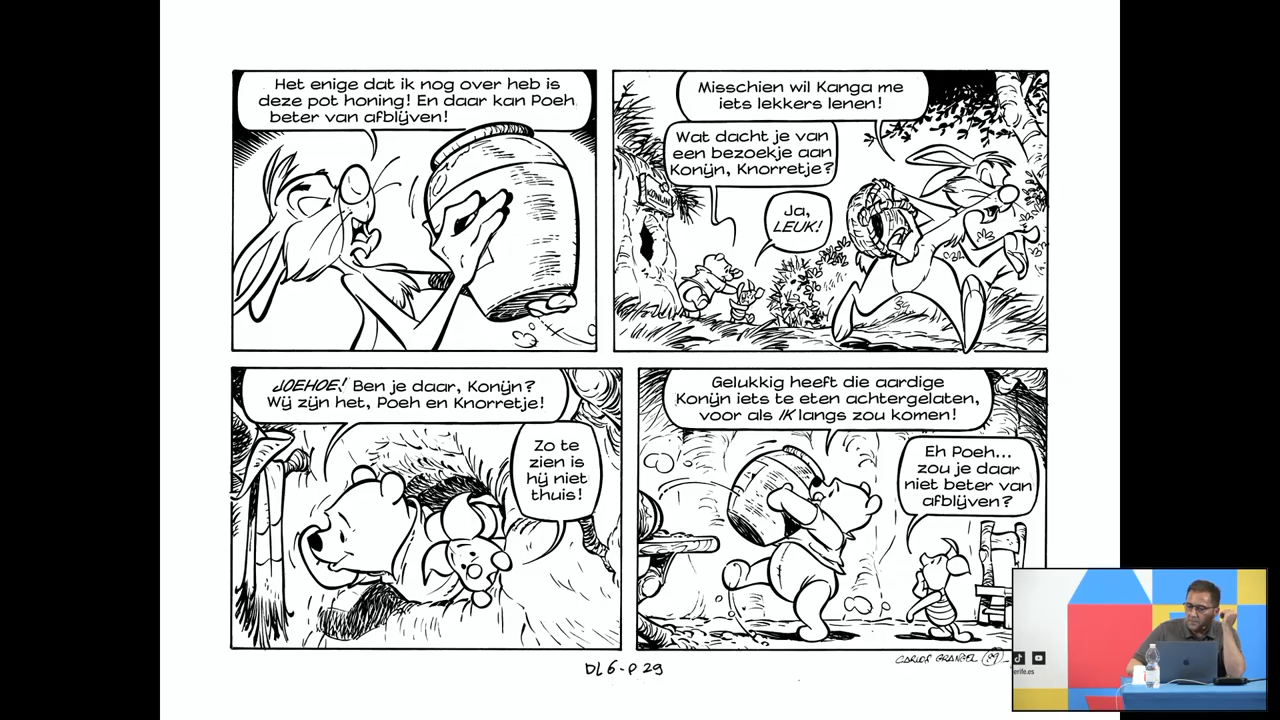 Het enige dat ik nog over heb is
deze pot honing! En daar kan Poeh
beter van afblijven!
Misschien wil Kanga me
iets lekkers lenen!
Wat dacht je van
een bezoekje aan
Konijn, Knorretje?
KONIJN
Ja,
LEUK!
JOEHOE! Ben je daar, Konijn?
Wij zijn het, Poeh en Knorretje!
Zo te
zien is
hij niet
thuis!
Gelukkig heeft die aardige
Konijn iets te eten achtergelaten,
voor als IK langs zou komen!
Eh Poeh...
zou je daar
niet beter van
afblijven?
DL6-P29
CARLOS GRANGEL
erife.es